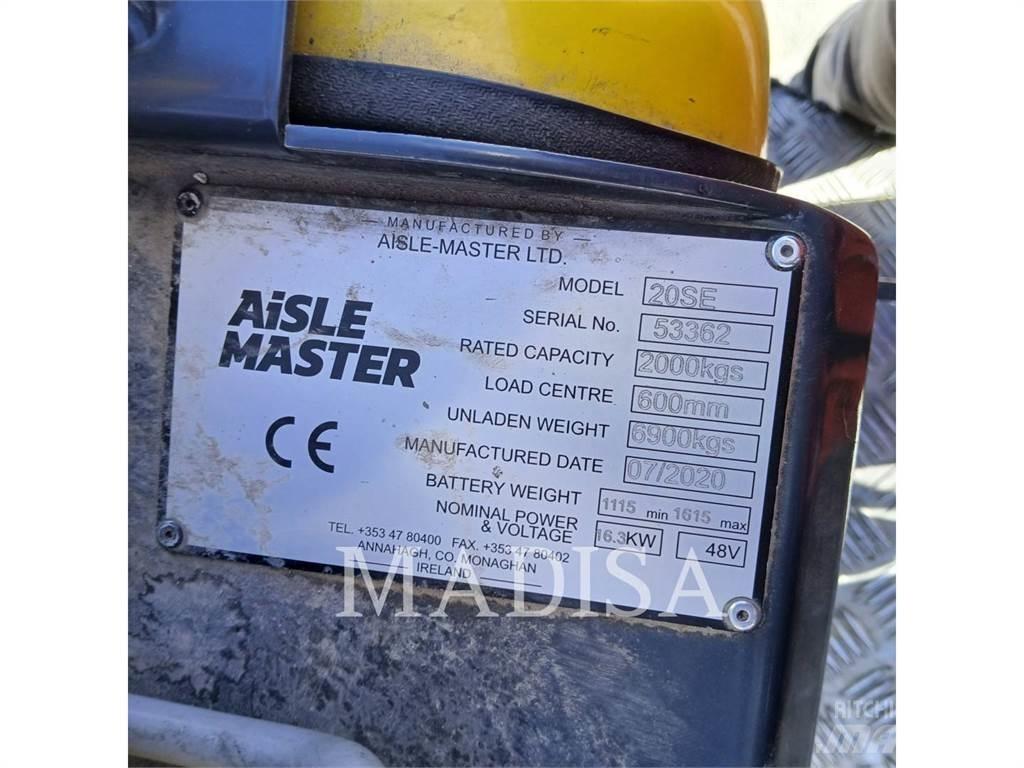 MANUFACTURED BY
AISLE-MASTER LTD.
AiSLE
MASTER
CE
MODEL 20SE
SERIAL No. 53362
RATED CAPACITY 2000kgs
LOAD CENTRE 600mm
UNLADEN WEIGHT 6900kgs
MANUFACTURED DATE 07/2020
BATTERY WEIGHT 1115 min 1615 max
NOMINAL POWER
& VOLTAGE 16.3KW 48V
TEL. +353 47 80400 FAX. +353 47 80402
ANNAHAGH, CO. MONAGHAN
IRELAND
MADISA
RITCHIE